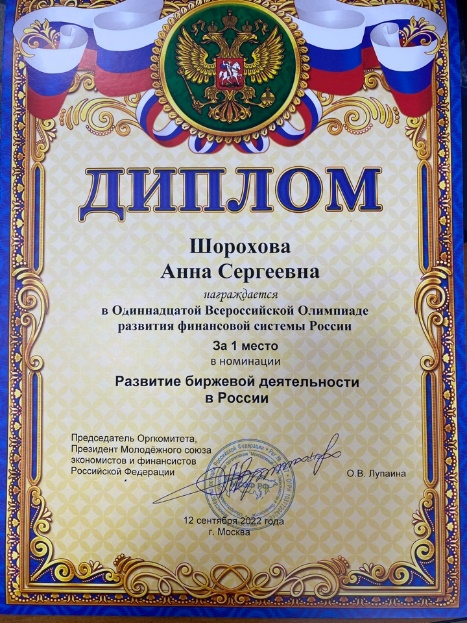 ДИПЛОМ
Шорохова
Анна Сергеевна
награждается
в Одиннадцатой Всероссийской Олимпиаде
развития финансовой системы России
За 1 место
в номинации
Развитие биржевой деятельности
в России
Председатель Оргкомитета,
Президент Молодёжного союза
экономистов и финансистов
Российской Федерации
О.В. Лупаина
12 сентября 2022 года
г. Москва